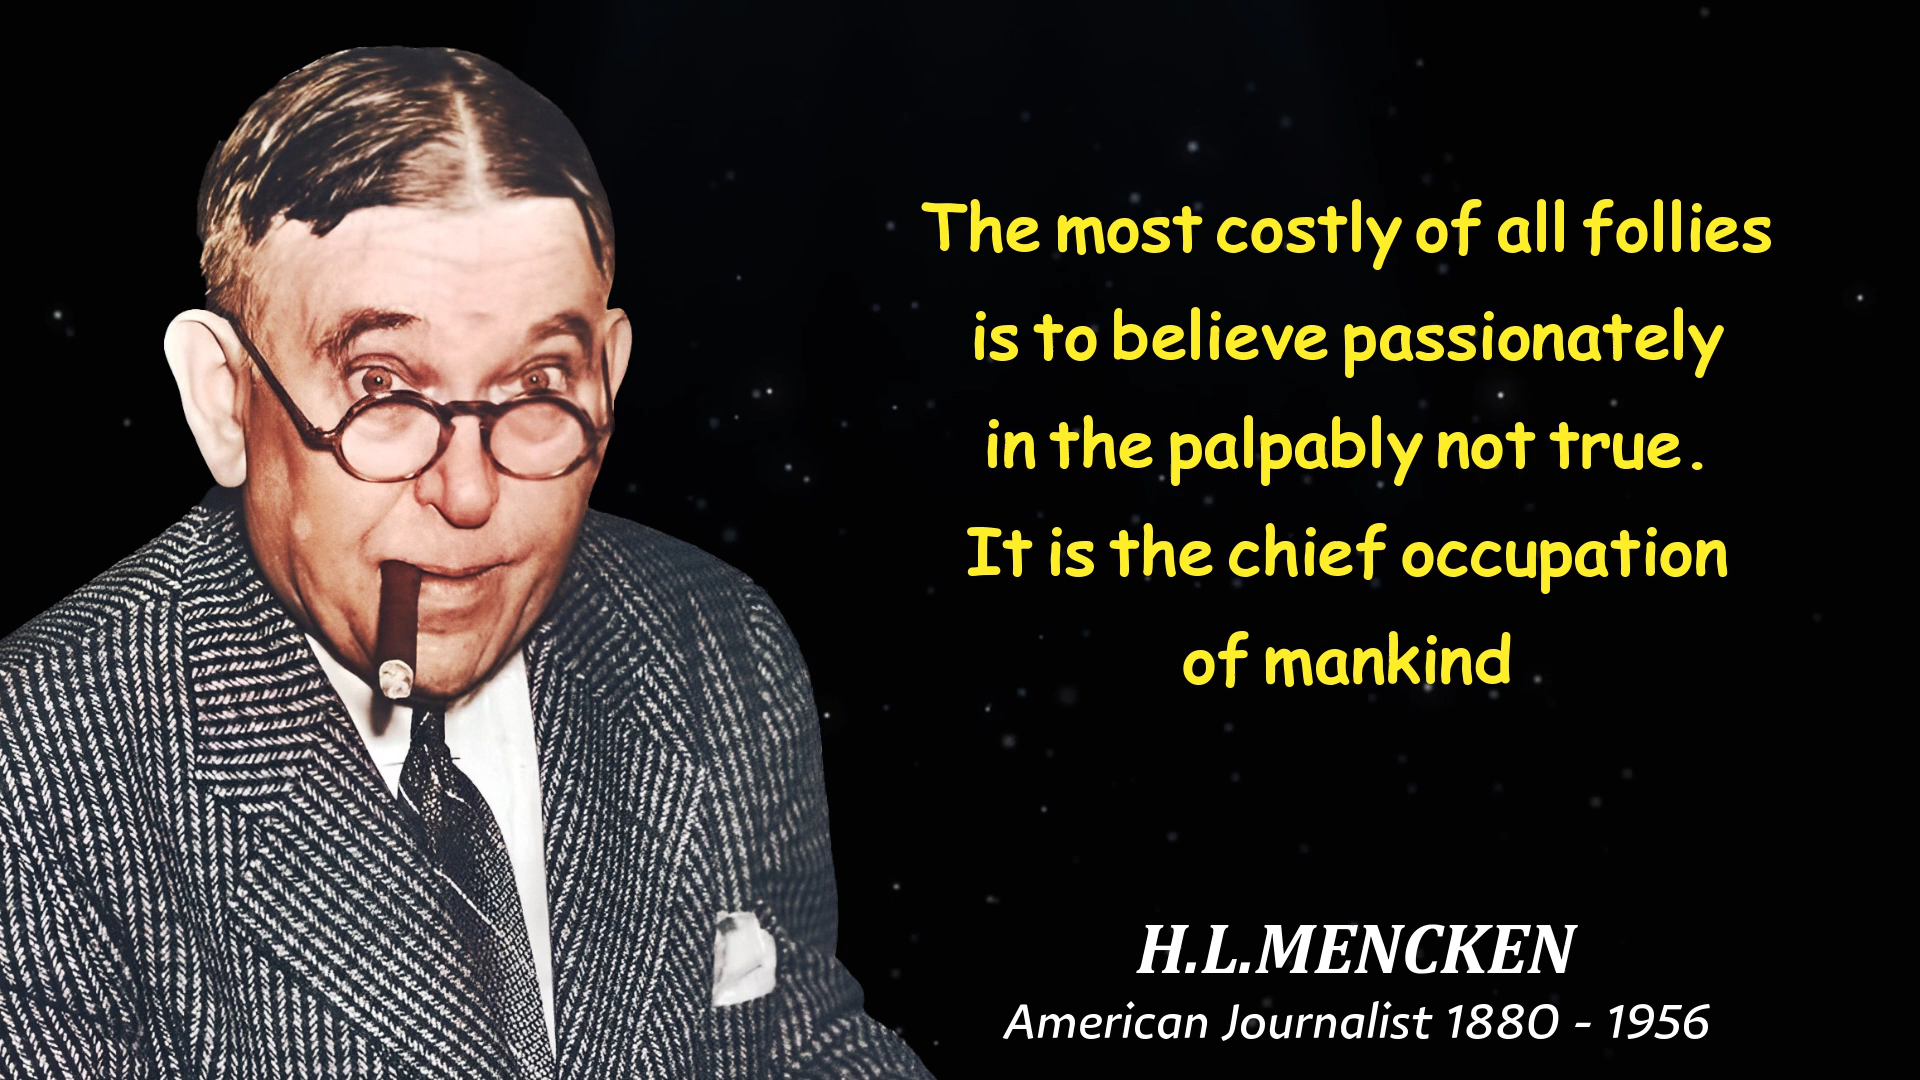 The most costly of all follies
is to believe passionately
in the palpably not true.
It is the chief occupation
of mankind
H.L.MENCKEN
American Journalist 1880 - 1956